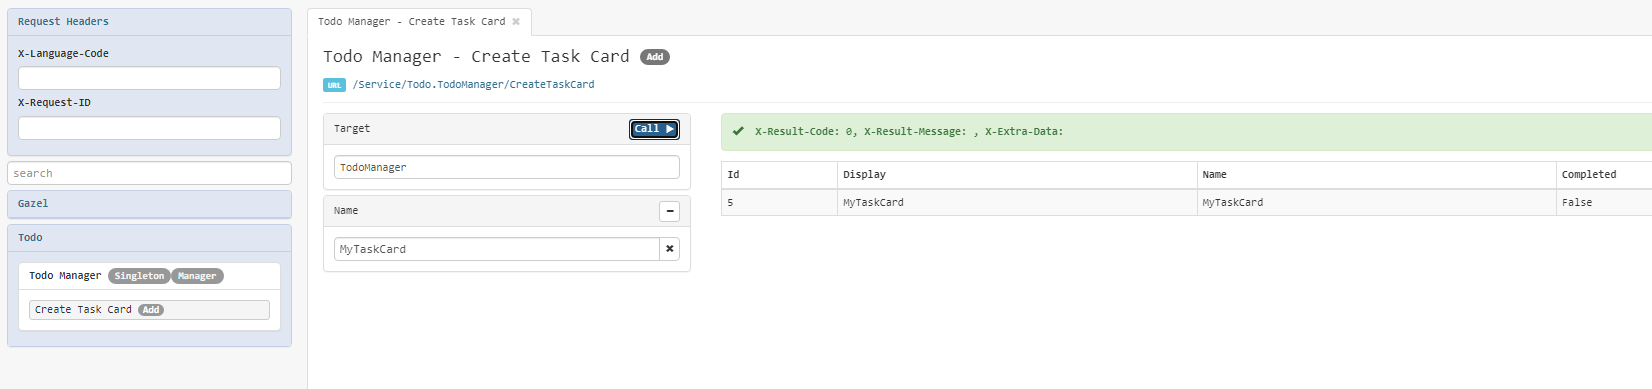 Request Headers
X-Language-Code
X-Request-ID
search
Gazel
Todo
Todo Manager Singleton Manager
Create Task Card Add
Todo Manager - Create Task Card ✖
Todo Manager - Create Task Card Add
URL /Service/Todo.TodoManager/CreateTaskCard
Target Call ▶
TodoManager
Name −
MyTaskCard ✖
✔ X-Result-Code: 0, X-Result-Message: , X-Extra-Data:
Id Display Name Completed
5 MyTaskCard MyTaskCard False